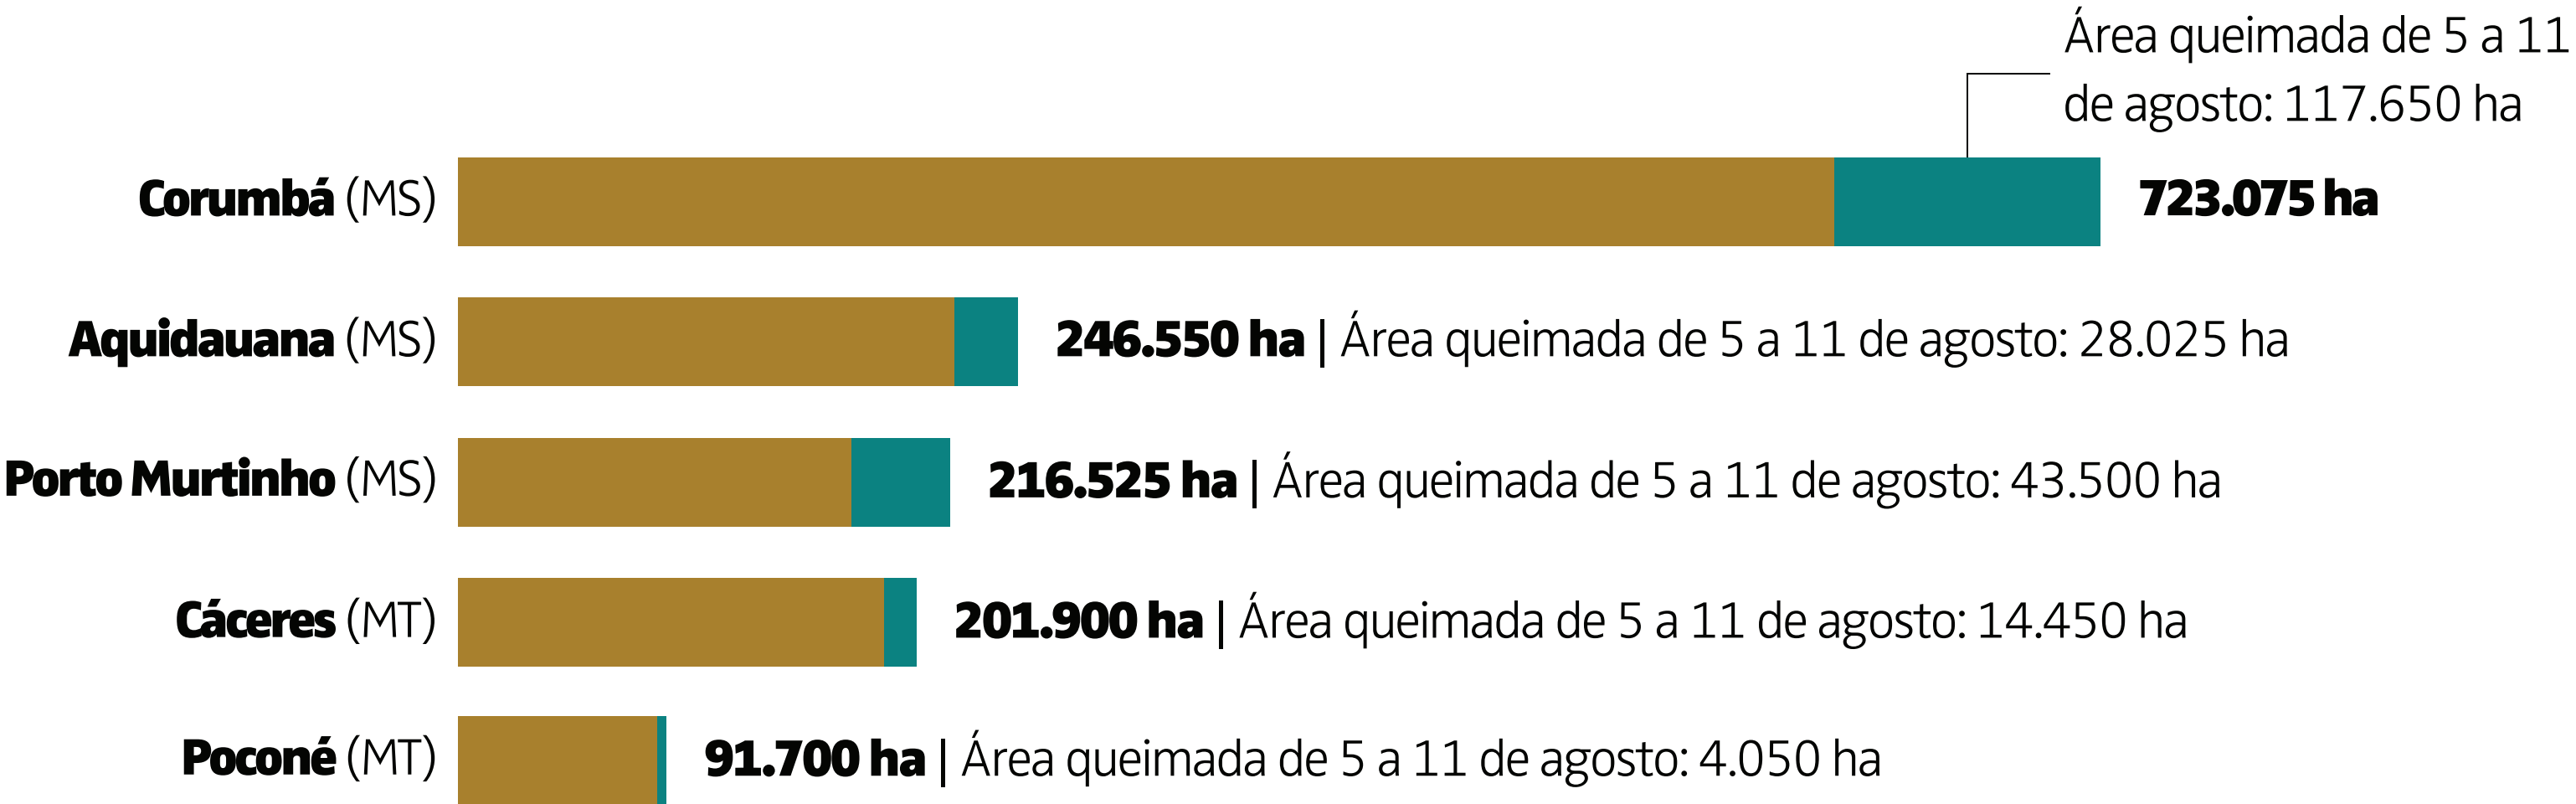 Área queimada de 5 a 11
de agosto: 117.650 ha
Corumbá (MS) 723.075 ha
Aquidauana (MS) 246.550 ha | Área queimada de 5 a 11 de agosto: 28.025 ha
Porto Murtinho (MS) 216.525 ha | Área queimada de 5 a 11 de agosto: 43.500 ha
Cáceres (MT) 201.900 ha | Área queimada de 5 a 11 de agosto: 14.450 ha
Poconé (MT) 91.700 ha | Área queimada de 5 a 11 de agosto: 4.050 ha